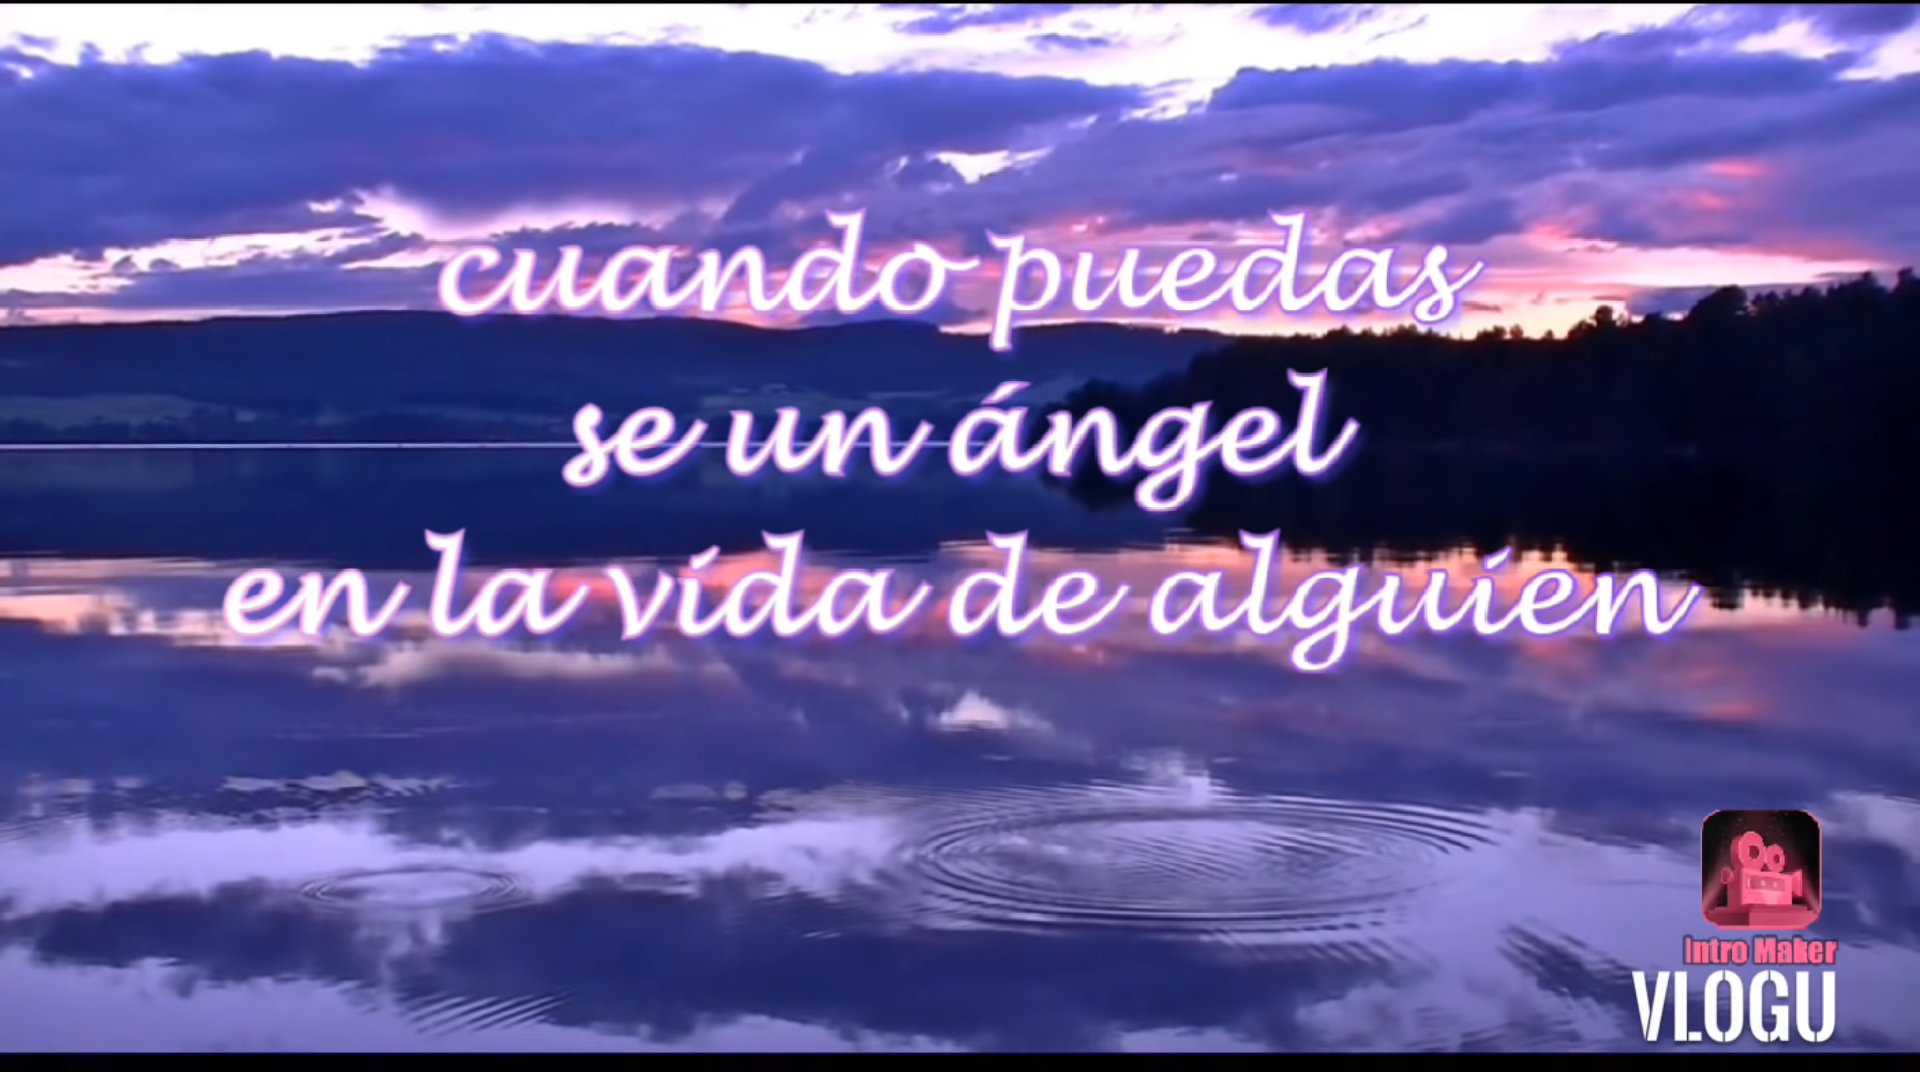 cuando puedas
se un ángel
en la vida de alguien
Intro Maker
VLOGU